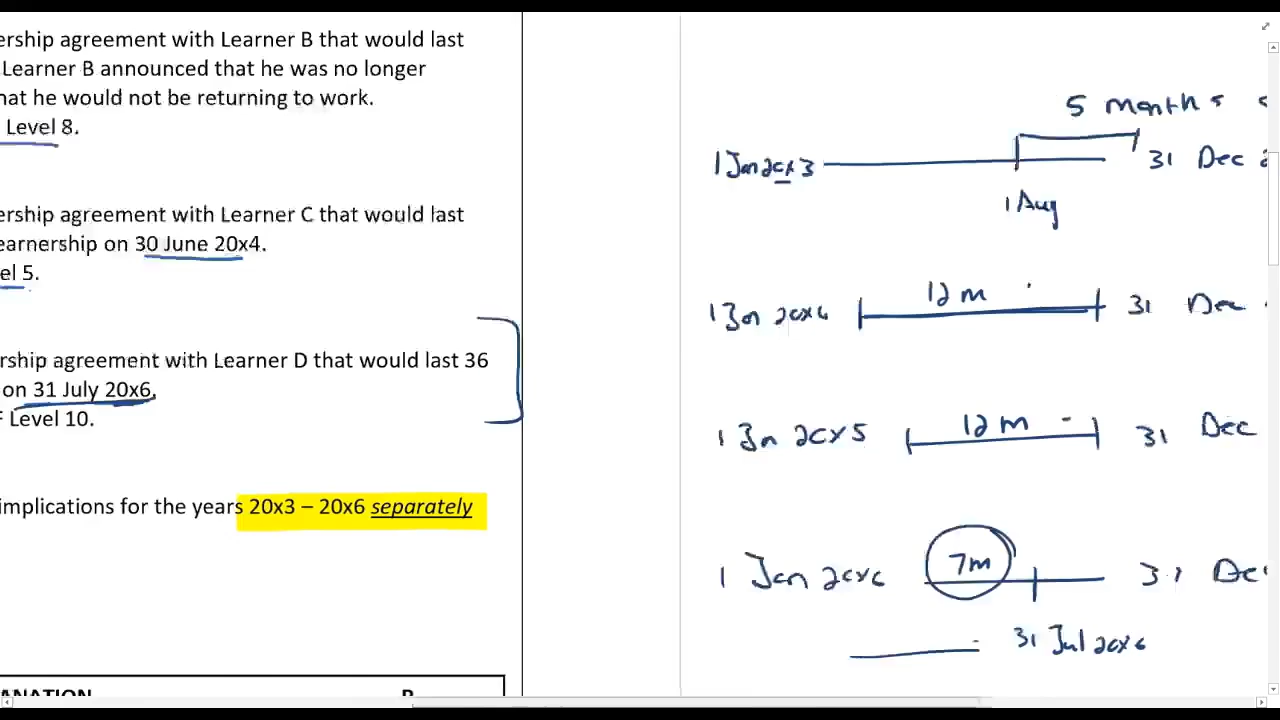 ership agreement with Learner B that would last
Learner B announced that he was no longer
hat he would not be returning to work.
Level 8.
ership agreement with Learner C that would last
earnership on 30 June 20x4.
el 5.
rship agreement with Learner D that would last 36
on 31 July 20x6.
F Level 10.
implications for the years 20x3 – 20x6 separately
ANATION R
5 months
1 Jan 20x3 31 Dec 2
1 Aug
12 m
1 Jan 20x4 31 Dec
12 m
1 Jan 20x5 31 Dec
7m
1 Jan 20x6 31 Dec
31 Jul 20x6